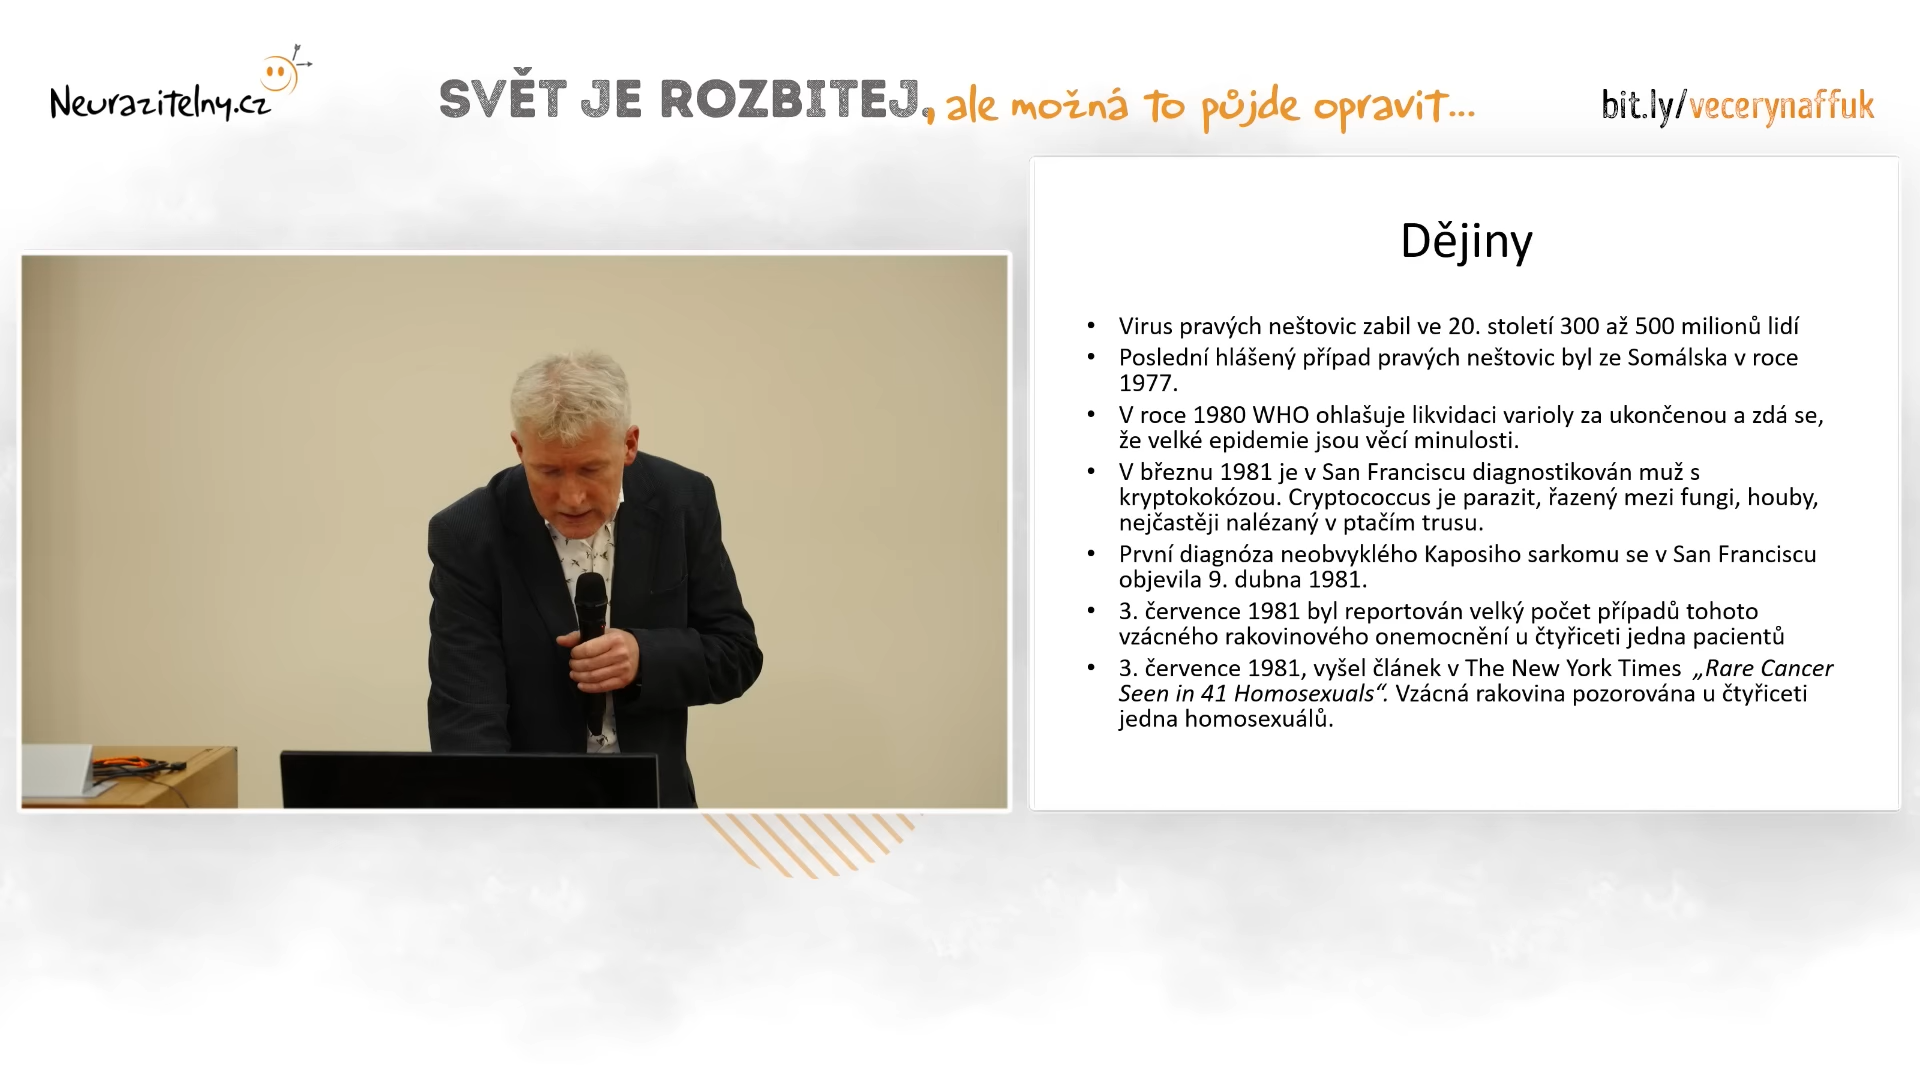 Neurazitelny.cz
SVĚT JE ROZBITEJ, ale možná to půjde opravit...
bit.ly/vecerynaffuk
Dějiny
• Virus pravých neštovic zabil ve 20. století 300 až 500 milionů lidí
• Poslední hlášený případ pravých neštovic byl ze Somálska v roce
1977.
• V roce 1980 WHO ohlašuje likvidaci varioly za ukončenou a zdá se,
že velké epidemie jsou věcí minulosti.
• V březnu 1981 je v San Franciscu diagnostikován muž s
kryptokokózou. Cryptococcus je parazit, řazený mezi fungi, houby,
nejčastěji nalézaný v ptačím trusu.
• První diagnóza neobvyklého Kaposiho sarkomu se v San Franciscu
objevila 9. dubna 1981.
• 3. července 1981 byl reportován velký počet případů tohoto
vzácného rakovinového onemocnění u čtyřiceti jedna pacientů
• 3. července 1981, vyšel článek v The New York Times „Rare Cancer
Seen in 41 Homosexuals“. Vzácná rakovina pozorována u čtyřiceti
jedna homosexuálů.